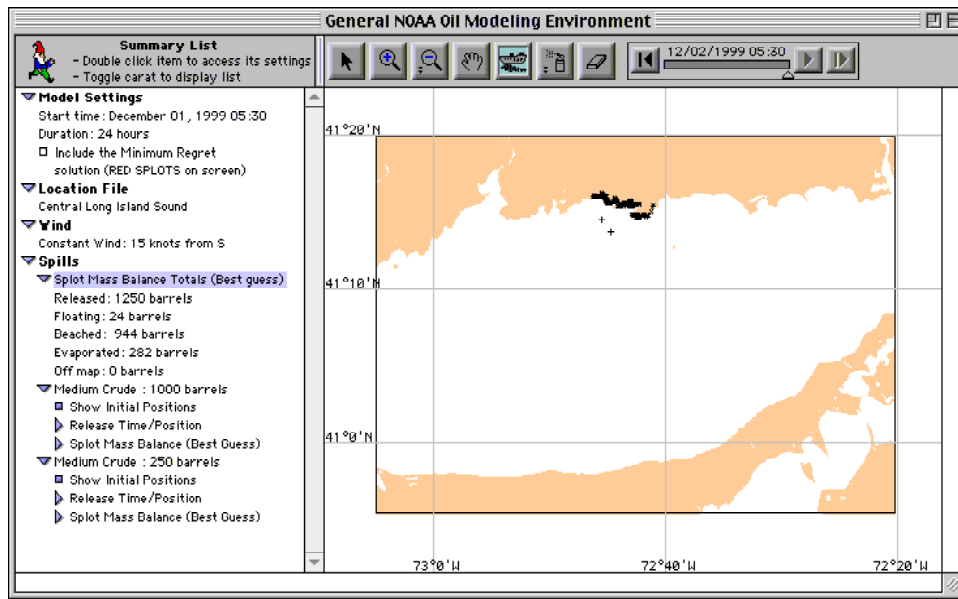 General NOAA Oil Modeling Environment
Summary List
- Double click item to access its settings
- Toggle carat to display list
12/02/1999 05:30
Model Settings
Start time: December 01, 1999 05:30
Duration: 24 hours
Include the Minimum Regret
solution (RED SPLOTS on screen)
Location File
Central Long Island Sound
Wind
Constant Wind: 15 knots from S
Spills
Splot Mass Balance Totals (Best guess)
Released: 1250 barrels
Floating: 24 barrels
Beached: 944 barrels
Evaporated: 282 barrels
Off map: 0 barrels
Medium Crude : 1000 barrels
Show Initial Positions
Release Time/Position
Splot Mass Balance (Best Guess)
Medium Crude : 250 barrels
Show Initial Positions
Release Time/Position
Splot Mass Balance (Best Guess)
41°20'N
41°10'N
41°0'N
73°0'W
72°40'W
72°20'W